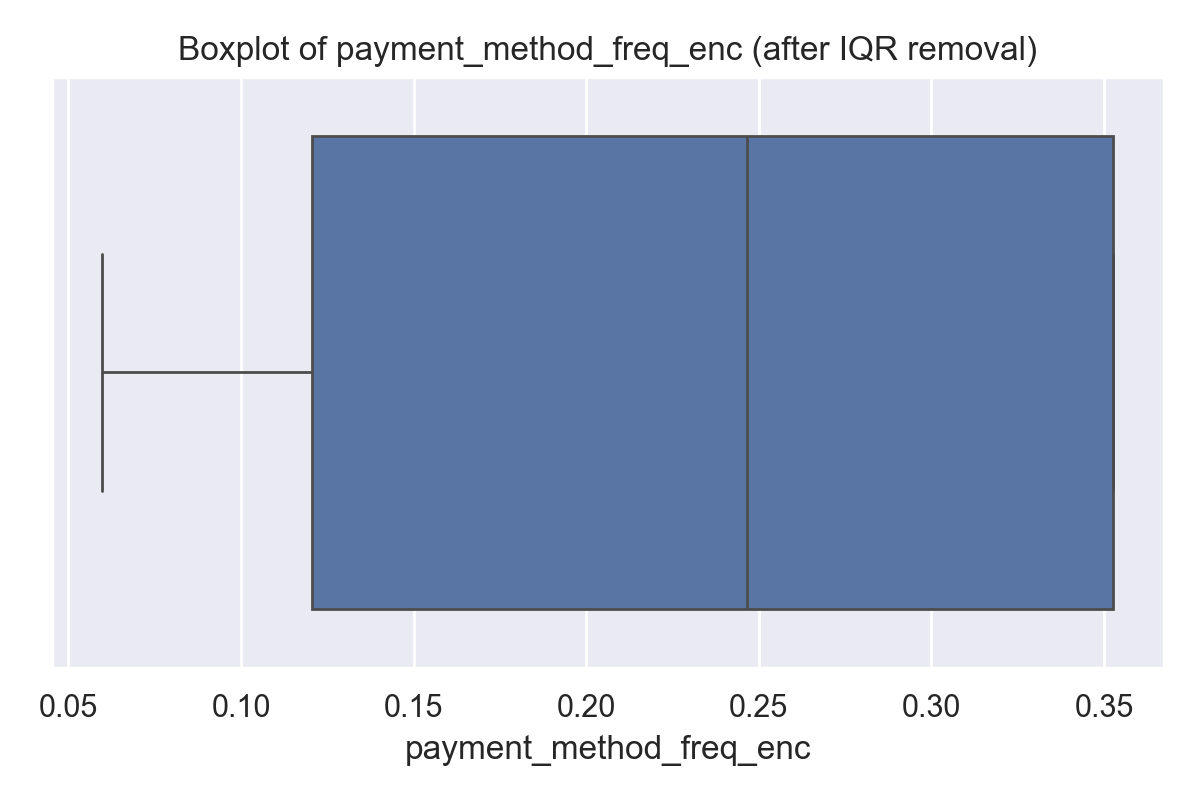 Boxplot of payment_method_freq_enc (after IQR removal)
0.05 0.10 0.15 0.20 0.25 0.30 0.35
payment_method_freq_enc